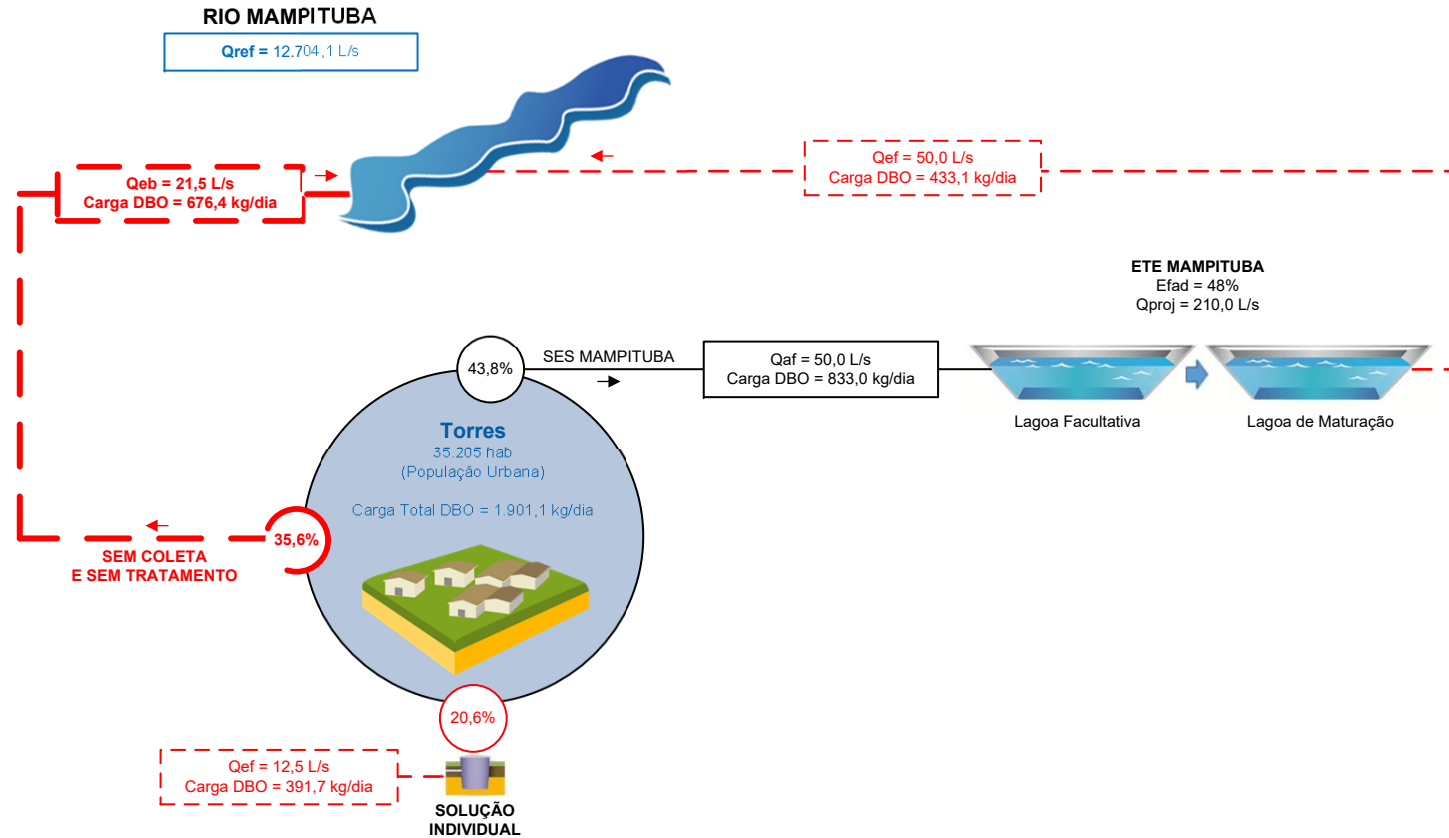 RIO MAMPITUBA
Qref = 12.704,1 L/s
Qeb = 21,5 L/s
Carga DBO = 676,4 kg/dia
Qef = 50,0 L/s
Carga DBO = 433,1 kg/dia
ETE MAMPITUBA
Efad = 48%
Qproj = 210,0 L/s
43,8%
SES MAMPITUBA
Qaf = 50,0 L/s
Carga DBO = 833,0 kg/dia
Lagoa Facultativa
Lagoa de Maturação
Torres
35.205 hab
(População Urbana)
Carga Total DBO = 1.901,1 kg/dia
35,6%
SEM COLETA
E SEM TRATAMENTO
20,6%
Qef = 12,5 L/s
Carga DBO = 391,7 kg/dia
SOLUÇÃO
INDIVIDUAL